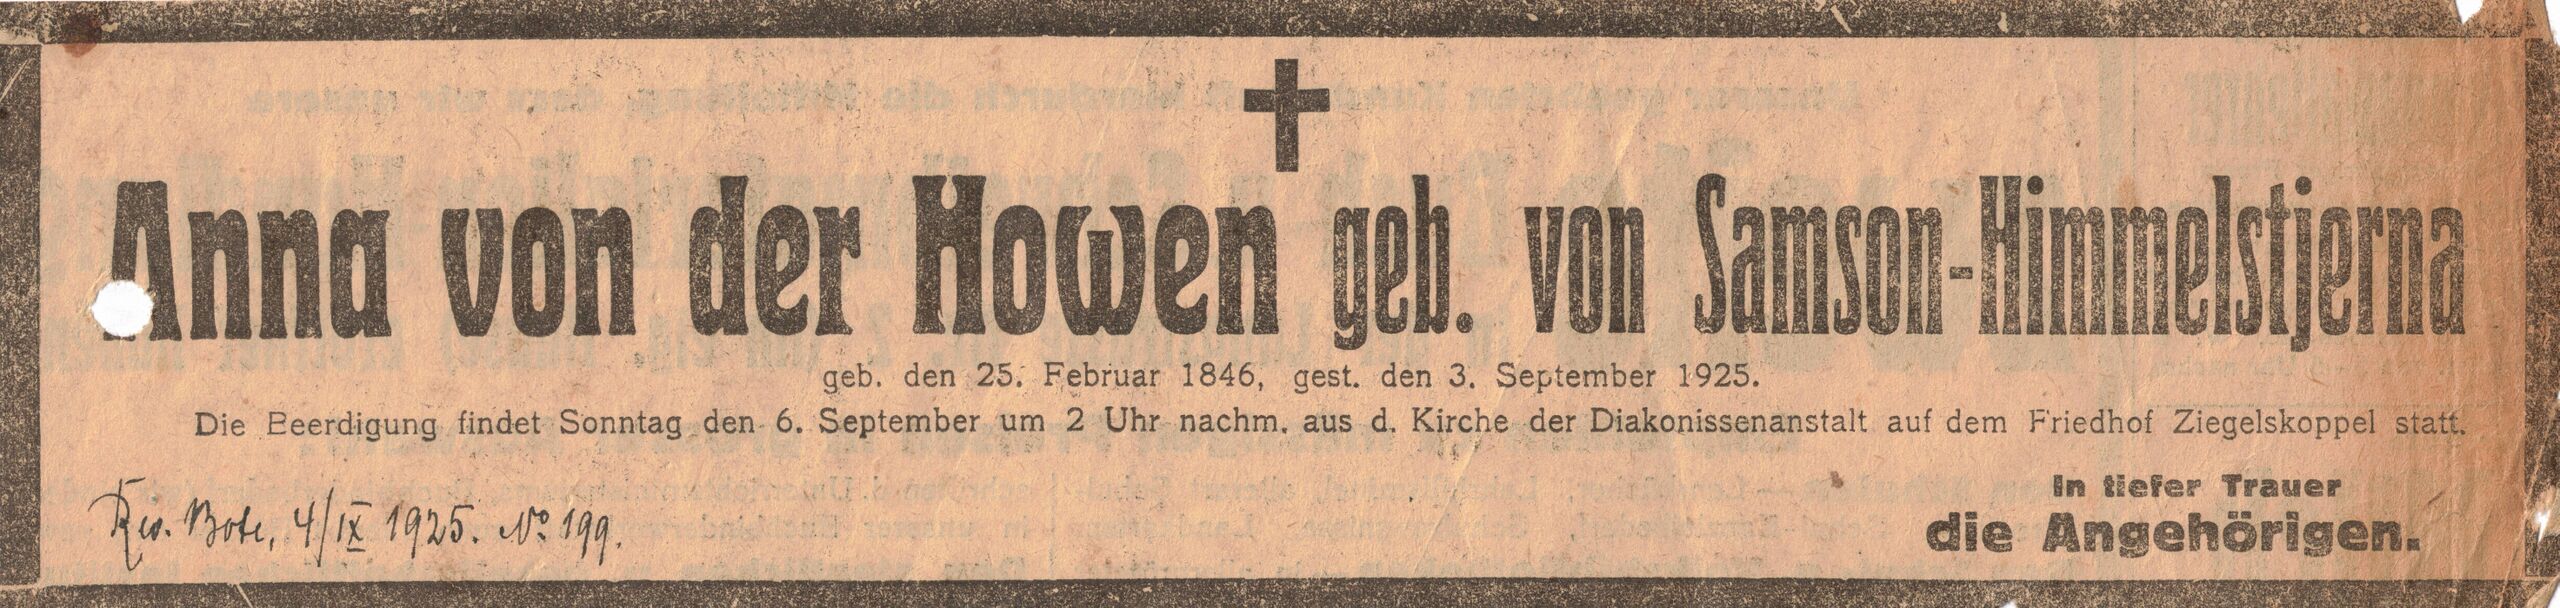 Anna von der Howen geb. von Samson-Himmelstjerna
geb. den 25. Februar 1846, gest. den 3. September 1925.
Die Beerdigung findet Sonntag den 6. September um 2 Uhr nachm. aus d. Kirche der Diakonissenanstalt auf dem Friedhof Ziegelskoppel statt.
In tiefer Trauer
die Angehörigen.
Rev. Bote, 4/IX 1925. No 199.